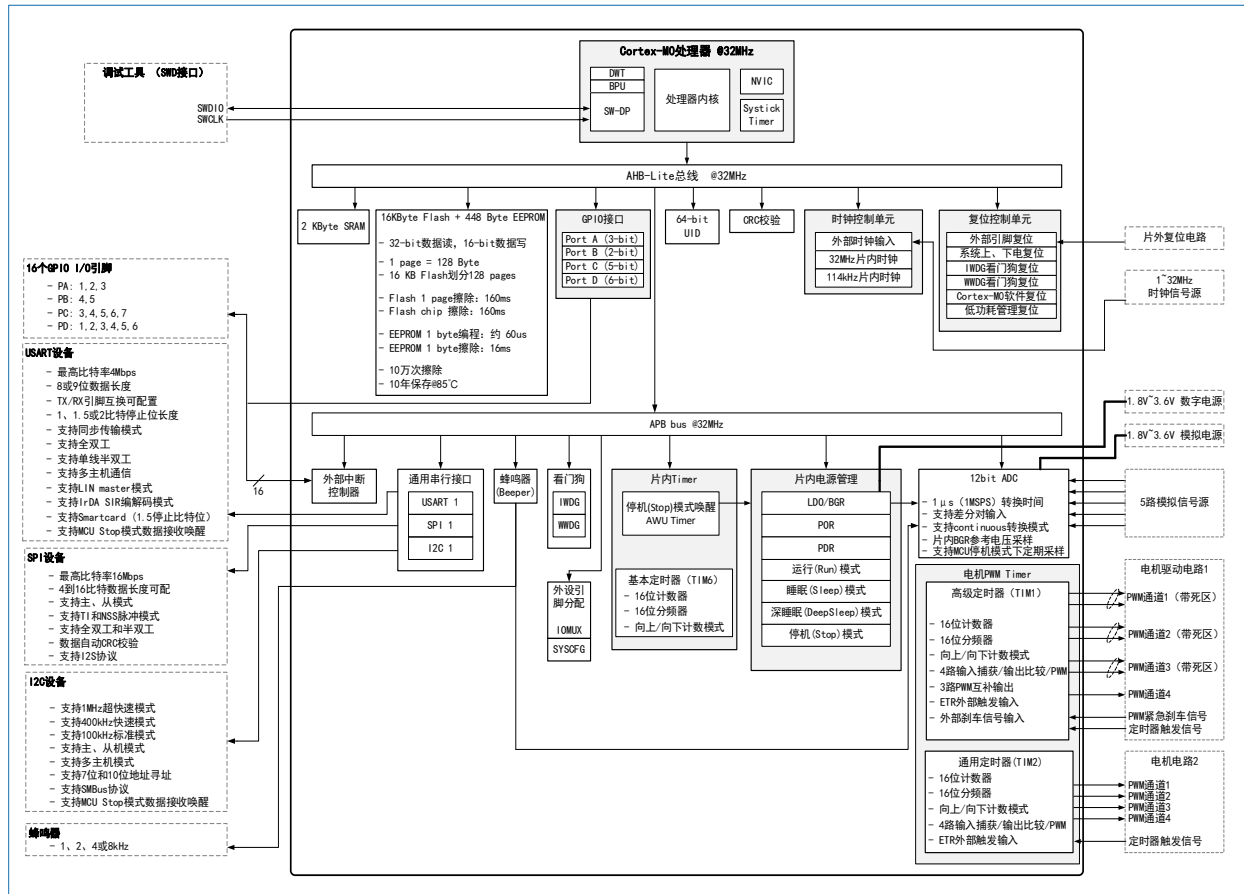 Cortex-M0处理器 @32MHz
DWT
BPU
SW-DP
处理器内核
NVIC
Systick
Timer
调试工具 （SWD接口）
SWDIO
SWCLK
AHB-Lite总线 @32MHz
2 KByte SRAM
16KByte Flash + 448 Byte EEPROM
- 32-bit数据读，16-bit数据写
- 1 page = 128 Byte
- 16 KB Flash划分128 pages
- Flash 1 page擦除：160ms
- Flash chip 擦除：160ms
- EEPROM 1 byte编程：约 60us
- EEPROM 1 byte擦除：16ms
- 10万次擦除
- 10年保存@85℃
GPIO接口
Port A (3-bit)
Port B (2-bit)
Port C (5-bit)
Port D (6-bit)
64-bit
UID
CRC校验
时钟控制单元
外部时钟输入
32MHz片内时钟
114kHz片内时钟
复位控制单元
外部引脚复位
系统上、下电复位
IWDG看门狗复位
WWDG看门狗复位
Cortex-M0软件复位
低功耗管理复位
片外复位电路
1~32MHz
时钟信号源
16个GPIO I/O引脚
- PA: 1,2,3
- PB: 4,5
- PC: 3,4,5,6,7
- PD: 1,2,3,4,5,6
USART设备
- 最高比特率4Mbps
- 8或9位数据长度
- TX/RX引脚互换可配置
- 1、1.5或2比特停止位长度
- 支持同步传输模式
- 支持全双工
- 支持单线半双工
- 支持多主机通信
- 支持LIN master模式
- 支持IrDA SIR编解码模式
- 支持Smartcard（1.5停止比特位）
- 支持MCU Stop模式数据接收唤醒
SPI设备
- 最高比特率16Mbps
- 4到16比特数据长度可配
- 支持主、从模式
- 支持TI和NSS脉冲模式
- 支持全双工和半双工
- 数据自动CRC校验
- 支持I2S协议
I2C设备
- 支持1MHz超快速模式
- 支持400kHz快速模式
- 支持100kHz标准模式
- 支持主、从机模式
- 支持多主机模式
- 支持7位和10位地址寻址
- 支持SMBus协议
- 支持MCU Stop模式数据接收唤醒
蜂鸣器
- 1、2、4或8kHz
APB bus @32MHz
16
外部中断
控制器
通用串行接口
USART 1
SPI 1
I2C 1
蜂鸣器
(Beeper)
看门狗
IWDG
WWDG
外设引
脚分配
IOMUX
SYSCFG
片内Timer
停机(Stop)模式唤醒
AWU Timer
基本定时器（TIM6）
- 16位计数器
- 16位分频器
- 向上/向下计数模式
片内电源管理
LDO/BGR
POR
PDR
运行(Run)模式
睡眠(Sleep)模式
深睡眠(DeepSleep)模式
停机(Stop)模式
12bit ADC
- 1μs (1MSPS) 转换时间
- 支持差分对输入
- 支持continuous转换模式
- 片内BGR参考电压采样
- 支持MCU停机模式下定期采样
1.8V~3.6V 数字电源
1.8V~3.6V 模拟电源
5路模拟信号源
电机PWM Timer
高级定时器(TIM1)
- 16位计数器
- 16位分频器
- 向上/向下计数模式
- 4路输入捕获/输出比较/PWM
- 3路PWM互补输出
- ETR外部触发输入
- 外部刹车信号输入
通用定时器(TIM2)
- 16位计数器
- 16位分频器
- 向上/向下计数模式
- 4路输入捕获/输出比较/PWM
- ETR外部触发输入
电机驱动电路1
PWM通道1（带死区）
PWM通道2（带死区）
PWM通道3（带死区）
PWM通道4
PWM紧急刹车信号
定时器触发信号
电机电路2
PWM通道1
PWM通道2
PWM通道3
PWM通道4
定时器触发信号